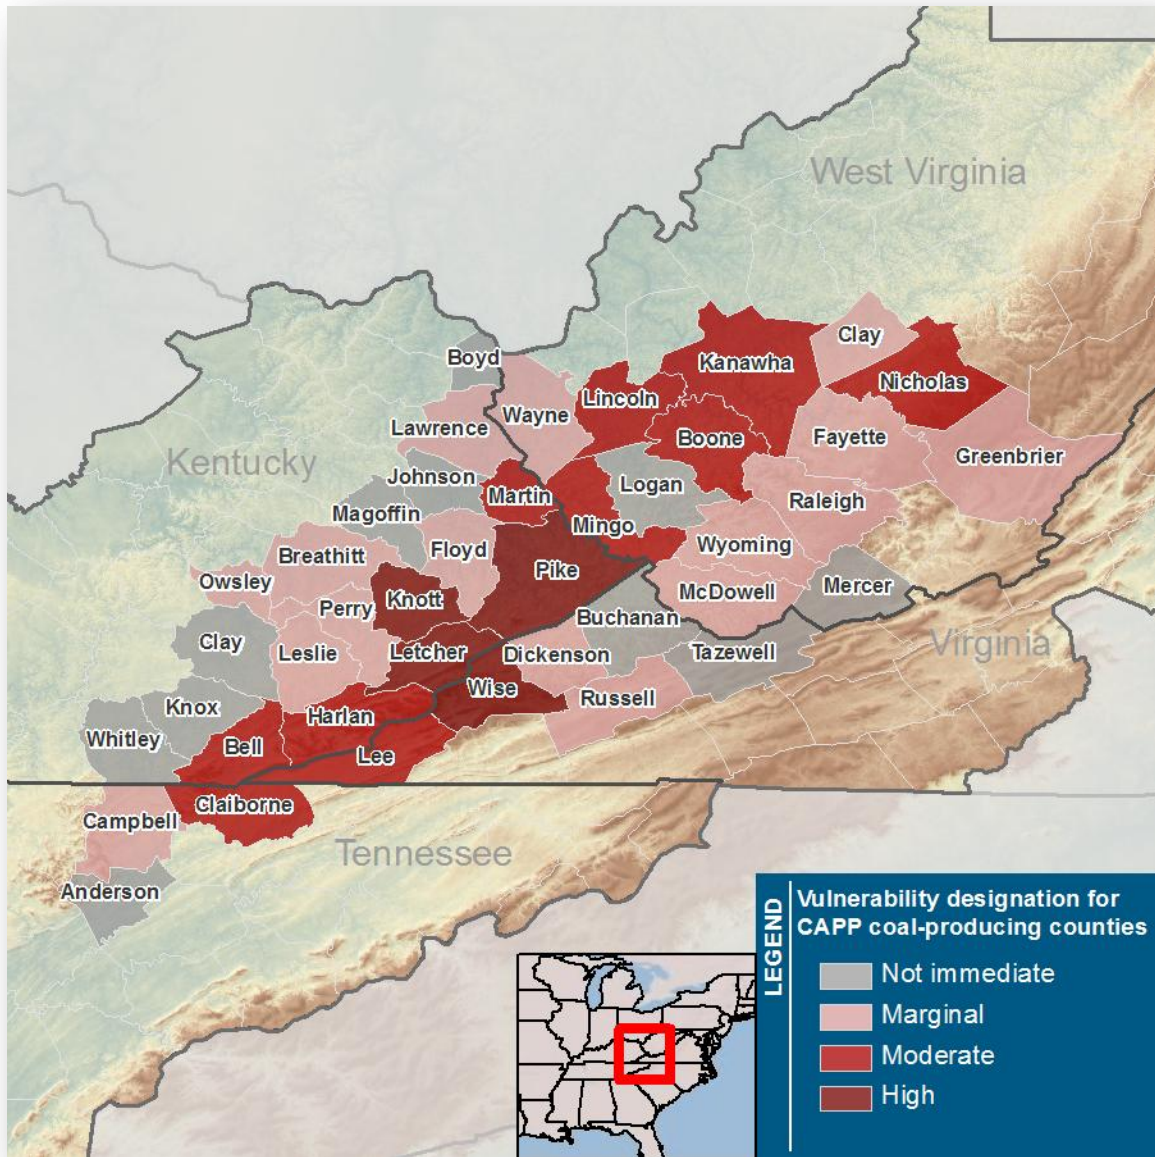 West Virginia
Clay
Boyd
Kanawha
Nicholas
Lincoln
Wayne
Lawrence
Boone
Fayette
Greenbrier
Kentucky
Johnson
Logan
Martin
Raleigh
Magoffin
Mingo
Floyd
Wyoming
Breathitt
Pike
Owsley
Mercer
McDowell
Knott
Perry
Buchanan
Clay
Virginia
Leslie
Letcher
Dickenson
Tazewell
Wise
Russell
Knox
Harlan
Whitley
Bell
Lee
Claiborne
Campbell
Tennessee
Anderson
LEGEND
Vulnerability designation for
CAPP coal-producing counties
Not immediate
Marginal
Moderate
High